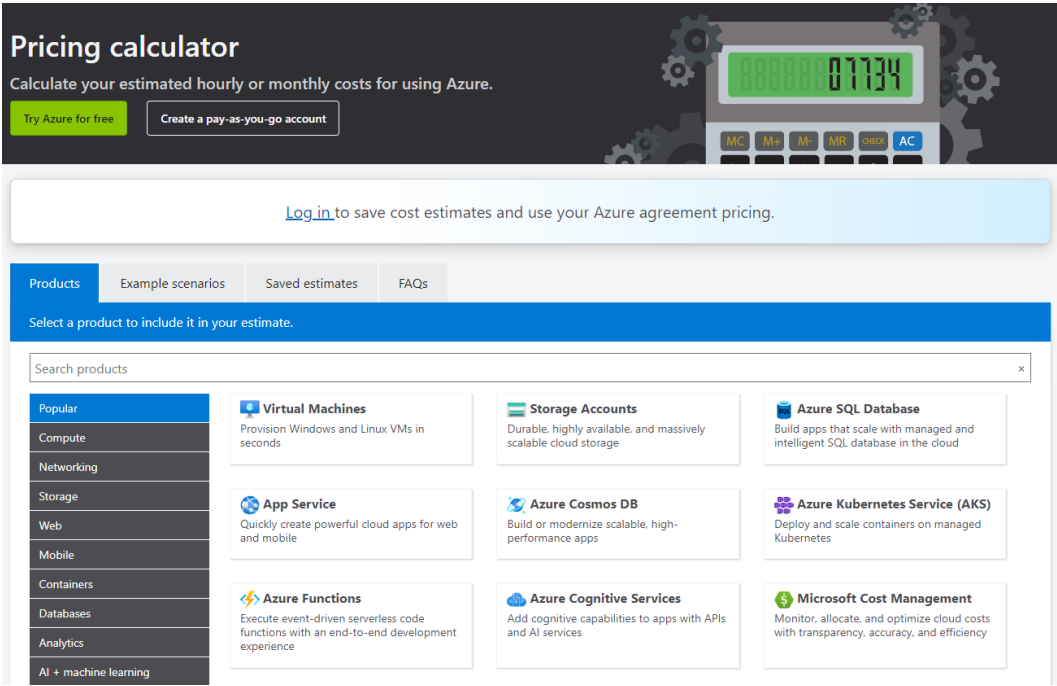 Pricing calculator
Calculate your estimated hourly or monthly costs for using Azure.
Try Azure for free
Create a pay-as-you-go account
07734
MC M+ M- MR CHECK AC
Log in to save cost estimates and use your Azure agreement pricing.
Products
Example scenarios
Saved estimates
FAQs
Select a product to include it in your estimate.
Search products
×
Popular
Compute
Networking
Storage
Web
Mobile
Containers
Databases
Analytics
AI + machine learning
Virtual Machines
Provision Windows and Linux VMs in
seconds
Storage Accounts
Durable, highly available, and massively
scalable cloud storage
SQL
Azure SQL Database
Build apps that scale with managed and
intelligent SQL database in the cloud
App Service
Quickly create powerful cloud apps for web
and mobile
Azure Cosmos DB
Build or modernize scalable, high-
performance apps
Azure Kubernetes Service (AKS)
Deploy and scale containers on managed
Kubernetes
Azure Functions
Execute event-driven serverless code
functions with an end-to-end development
experience
Azure Cognitive Services
Add cognitive capabilities to apps with APIs
and AI services
$
Microsoft Cost Management
Monitor, allocate, and optimize cloud costs
with transparency, accuracy, and efficiency